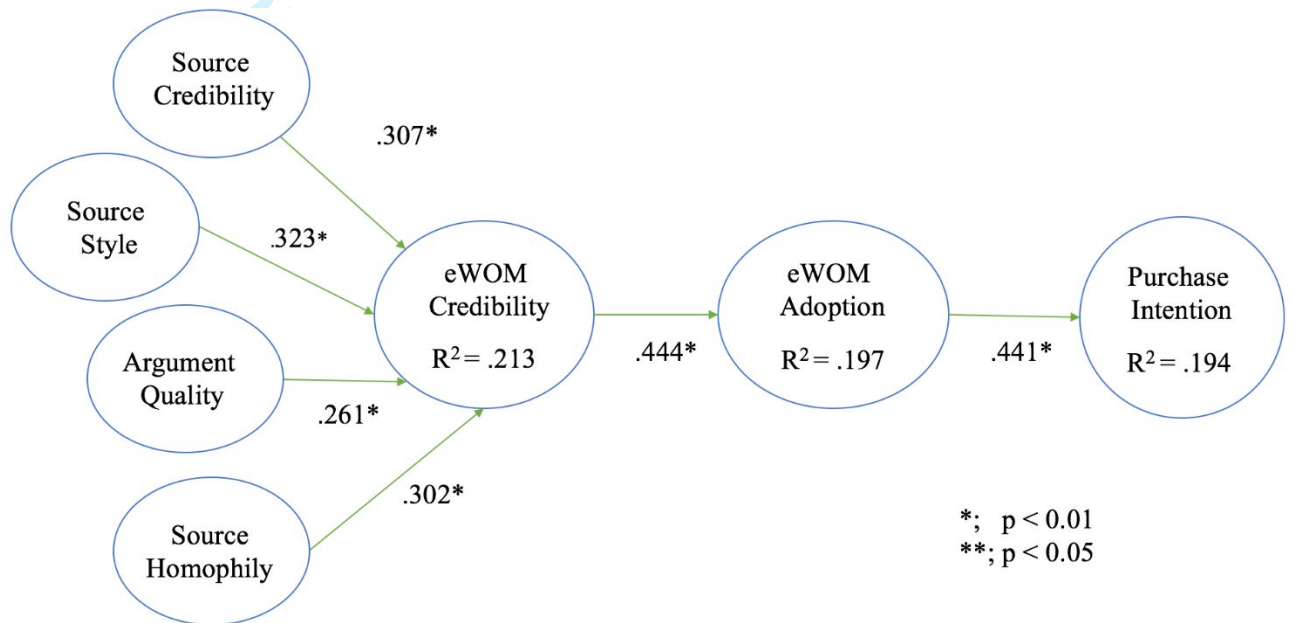 Source
Credibility
.307*
Source
Style
.323*
eWOM
Credibility
R² = .213
Argument
Quality
.261*
Source
Homophily
.302*
.444*
eWOM
Adoption
R² = .197
.441*
Purchase
Intention
R² = .194
*; p < 0.01
**; p < 0.05